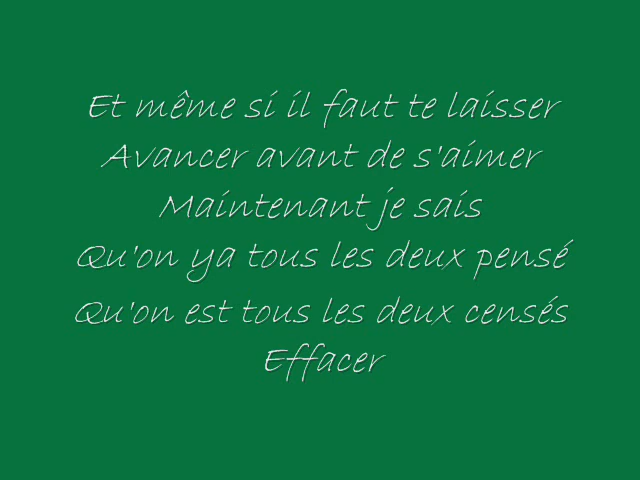 Et même si il faut te laisser
Avancer avant de s'aimer
Maintenant je sais
Qu'on ya tous les deux pensé
Qu'on est tous les deux censés
Effacer